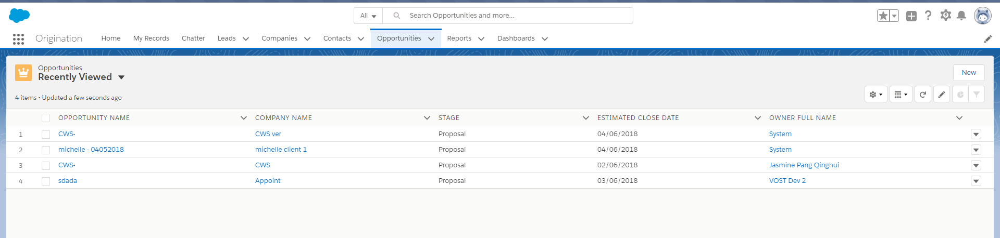 All Search Opportunities and more...
Origination Home My Records Chatter Leads Companies Contacts Opportunities Reports Dashboards
Opportunities
Recently Viewed
New
4 items • Updated a few seconds ago
OPPORTUNITY NAME COMPANY NAME STAGE ESTIMATED CLOSE DATE OWNER FULL NAME
1 CWS- CWS ver Proposal 04/06/2018 System
2 michelle - 04052018 michelle client 1 Proposal 04/06/2018 System
3 CWS- CWS Proposal 02/06/2018 Jasmine Pang Qinghui
4 sdada Appoint Proposal 03/06/2018 VOST Dev 2